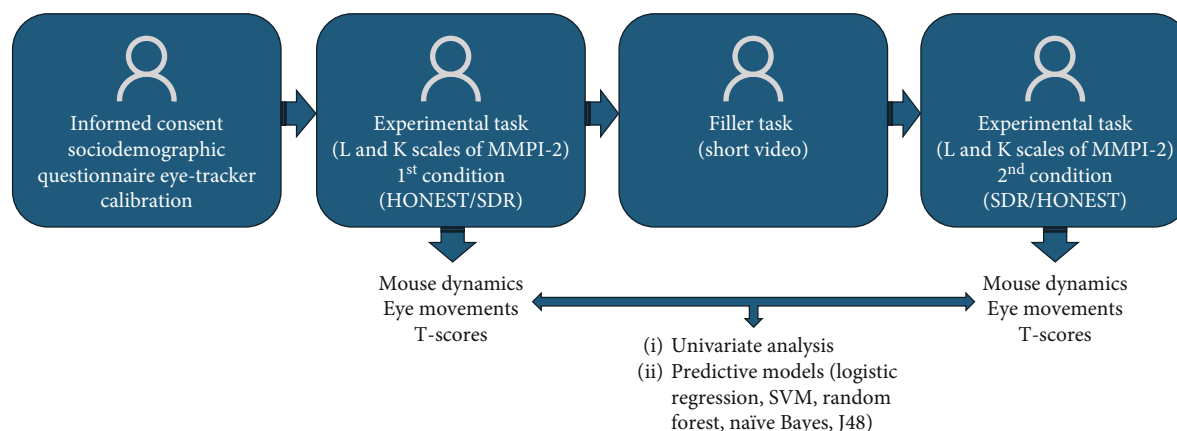 Informed consent
sociodemographic
questionnaire eye-tracker
calibration
Experimental task
(L and K scales of MMPI-2)
1st condition
(HONEST/SDR)
Filler task
(short video)
Experimental task
(L and K scales of MMPI-2)
2nd condition
(SDR/HONEST)
Mouse dynamics
Eye movements
T-scores
Mouse dynamics
Eye movements
T-scores
(i) Univariate analysis
(ii) Predictive models (logistic
regression, SVM, random
forest, naïve Bayes, J48)